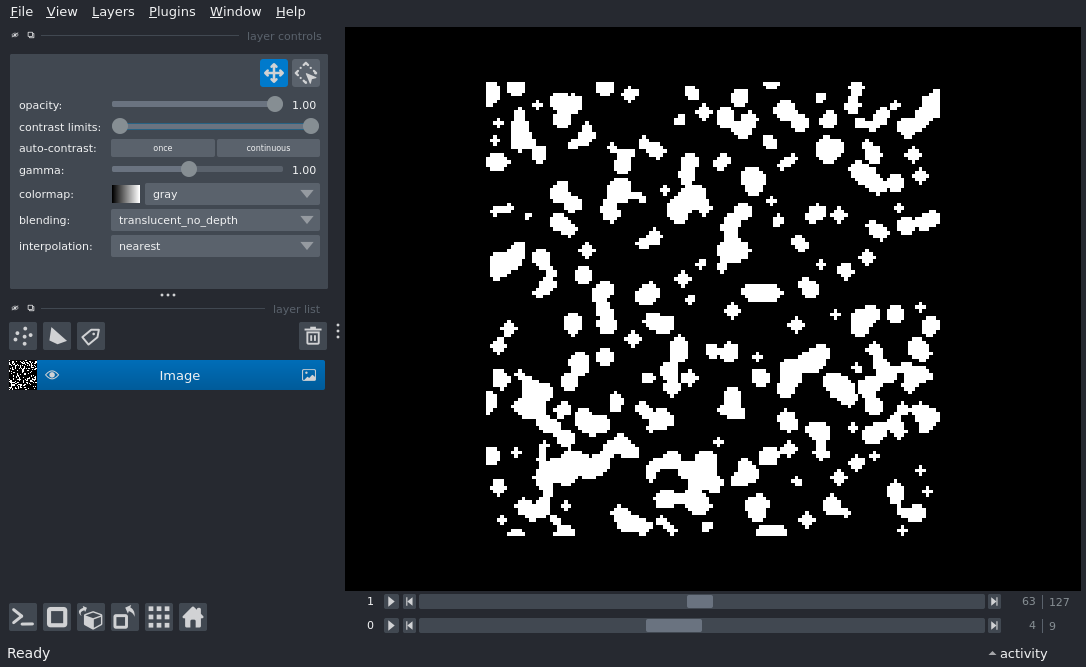 File View Layers Plugins Window Help
layer controls
opacity: 1.00
contrast limits:
auto-contrast: once continuous
gamma: 1.00
colormap: gray
blending: translucent_no_depth
interpolation: nearest
layer list
Image
1 63 127
0 4 9
Ready activity